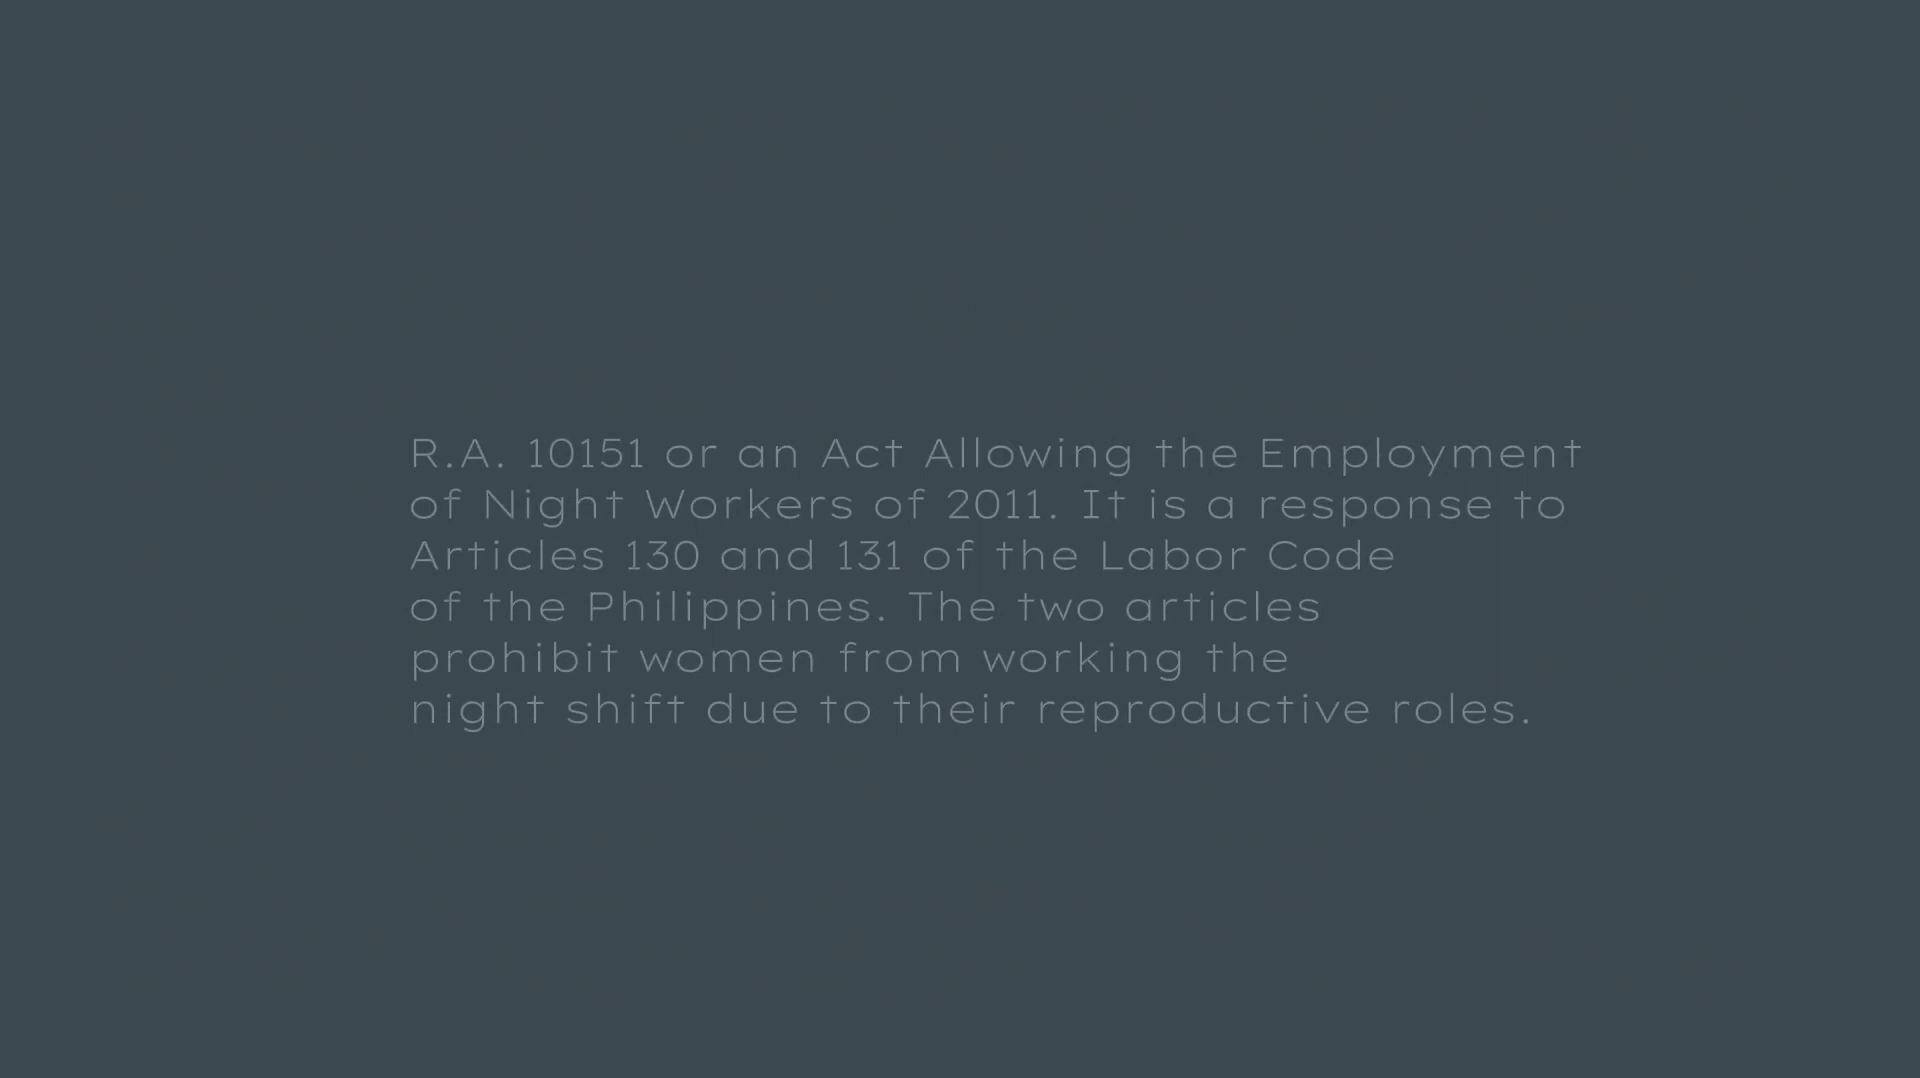 R.A. 10151 or an Act Allowing the Employment
of Night Workers of 2011. It is a response to
Articles 130 and 131 of the Labor Code
of the Philippines. The two articles
prohibit women from working the
night shift due to their reproductive roles.